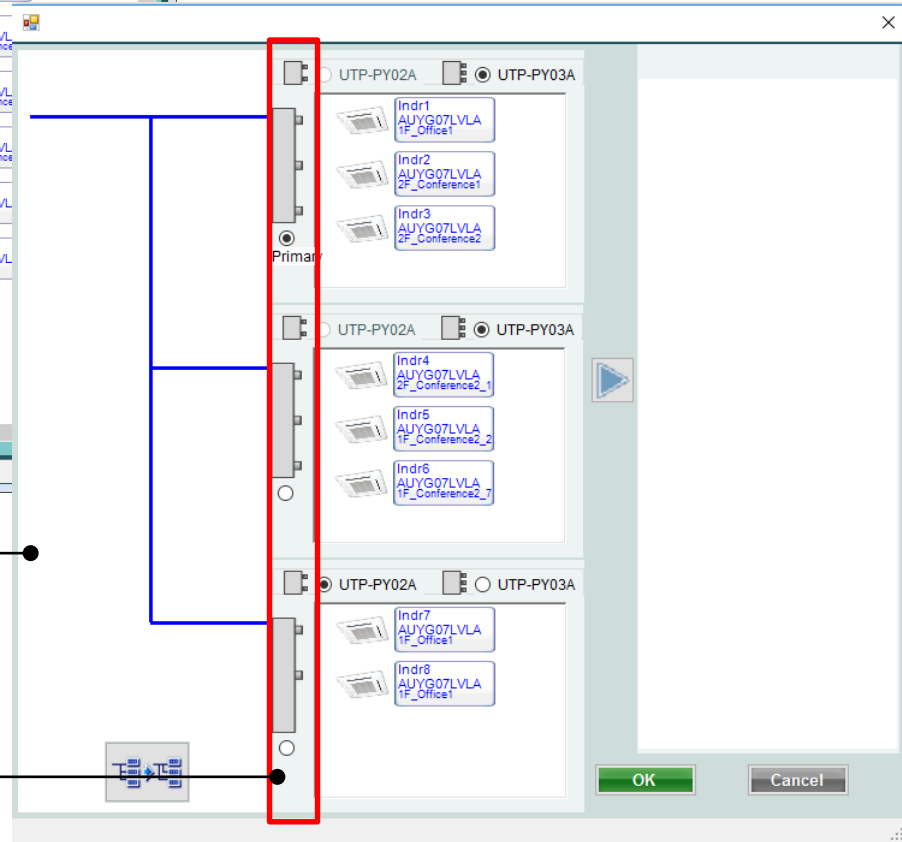 UTP-PY02A UTP-PY03A
Indr1
AUYG07LVLA
1F_Office1
Indr2
AUYG07LVLA
2F_Conference1
Indr3
AUYG07LVLA
2F_Conference2
Primary
UTP-PY02A UTP-PY03A
Indr4
AUYG07LVLA
2F_Conference2_1
Indr5
AUYG07LVLA
1F_Conference2_2
Indr6
AUYG07LVLA
1F_Conference2_7
UTP-PY02A UTP-PY03A
Indr7
AUYG07LVLA
1F_Office1
Indr8
AUYG07LVLA
1F_Office1
OK Cancel